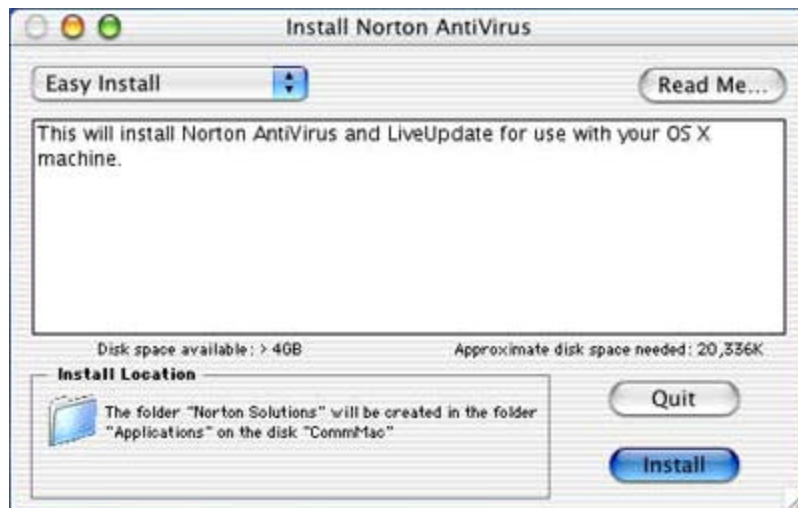 Install Norton AntiVirus
Easy Install
Read Me...
This will install Norton AntiVirus and LiveUpdate for use with your OS X
machine.
Disk space available: > 4GB
Approximate disk space needed: 20,336K
Install Location
The folder "Norton Solutions" will be created in the folder
"Applications" on the disk "CommMac"
Quit
Install